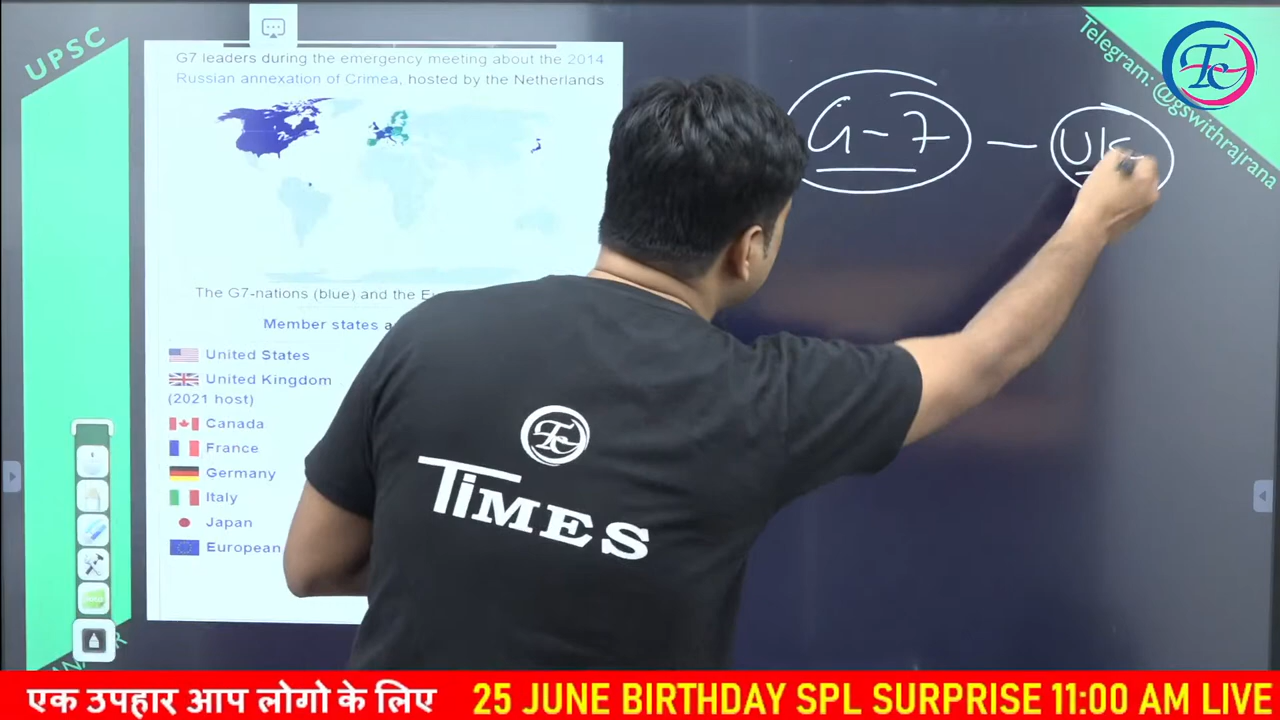 UPSC
G7 leaders during the emergency meeting about the 2014
Russian annexation of Crimea, hosted by the Netherlands
The G7-nations (blue) and the E
Member states a
United States
United Kingdom
(2021 host)
Canada
France
Germany
Italy
Japan
European
G-7 - UK
Telegram: @gswithrajrana
Tc
Tc
TiMES
एक उपहार आप लोगो के लिए 25 JUNE BIRTHDAY SPL SURPRISE 11:00 AM LIVE